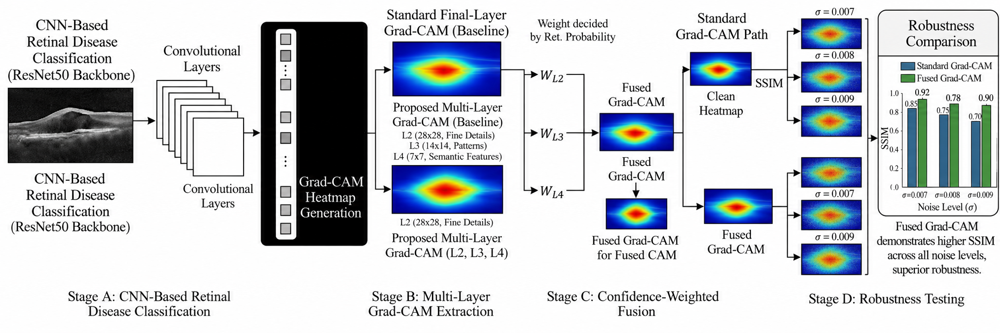 CNN-Based
Retinal Disease
Classification
(ResNet50 Backbone)
CNN-Based
Retinal Disease
Classification
(ResNet50 Backbone)
Convolutional
Layers
Convolutional
Layers
Grad-CAM
Heatmap
Generation
Standard Final-Layer
Grad-CAM (Baseline)
Proposed Multi-Layer
Grad-CAM (Baseline)
L2 (28x28, Fine Details)
L3 (14x14, Patterns)
L4 (7x7, Semantic Features)
L2 (28x28, Fine Details)
Proposed Multi-Layer
Grad-CAM (L2, L3, L4)
Weight decided
by Ret. Probability
W_{L2}
W_{L3}
W_{L4}
Fused
Grad-CAM
Fused
Grad-CAM
Fused Grad-CAM
for Fused CAM
Standard
Grad-CAM Path
Clean
Heatmap
SSIM
Fused
Grad-CAM
σ = 0.007
σ = 0.008
σ = 0.009
σ = 0.007
σ = 0.009
Robustness
Comparison
Standard Grad-CAM
Fused Grad-CAM
SSIM
1.0
0.8
0.6
0.4
0.2
(.0
0.85
0.92
0.75
0.78
0.70
0.90
σ=0.007
σ=0.008
σ=0.009
Noise Level (σ)
Fused Grad-CAM
demonstrates higher SSIM
across all noise levels,
superior robustness.
Stage A: CNN-Based Retinal
Disease Classification
Stage B: Multi-Layer
Grad-CAM Extraction
Stage C: Confidence-Weighted
Fusion
Stage D: Robustness Testing